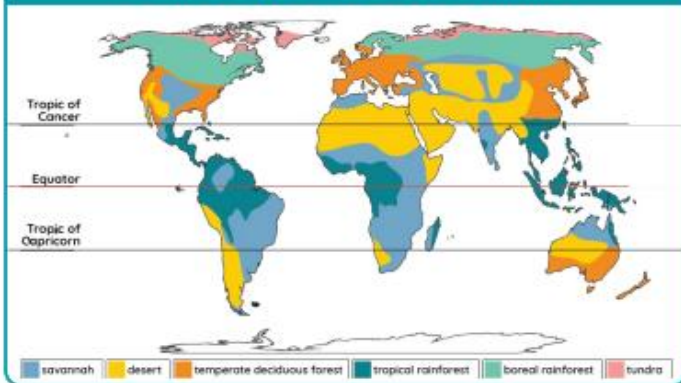 Tropic of
Cancer
Equator
Tropic of
Capricorn
savannah
desert
temperate deciduous forest
tropical rainforest
boreal rainforest
tundra